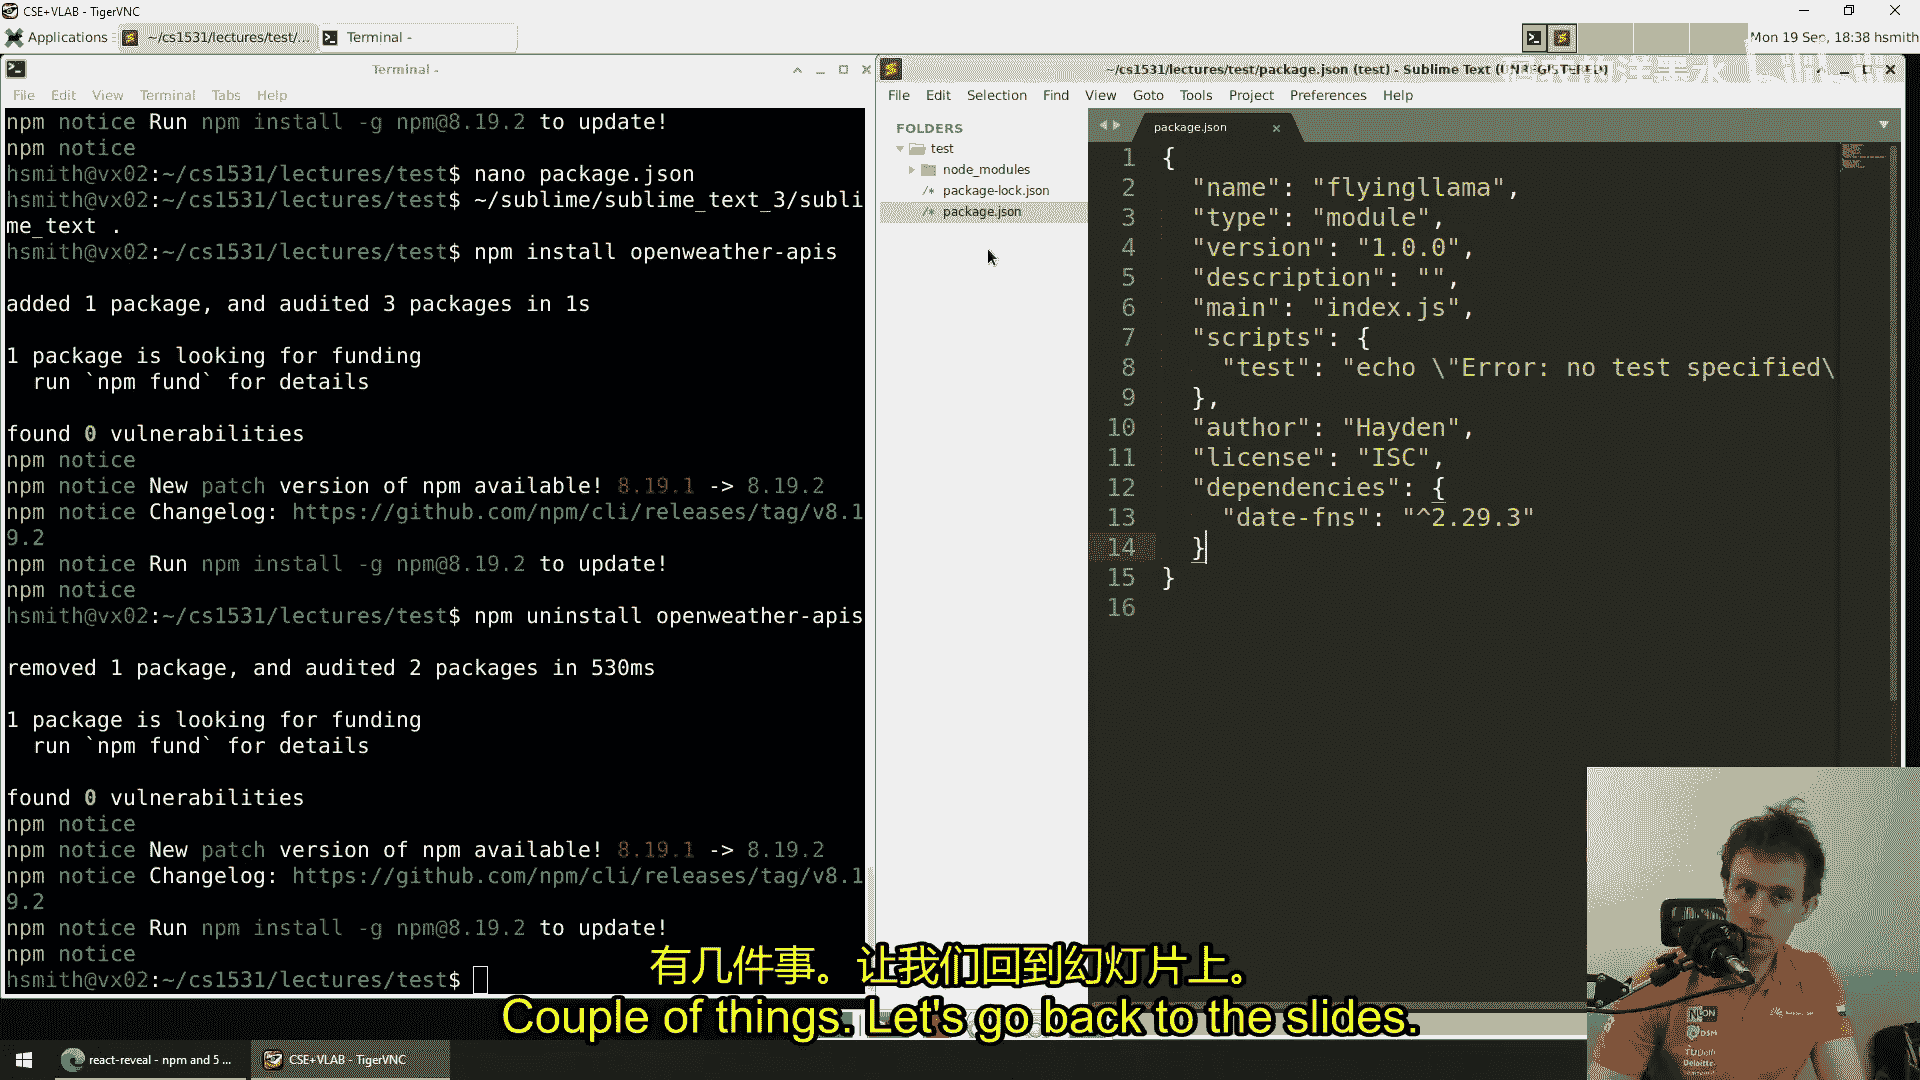 CSE+VLAB - TigerVNC
Applications
~/cs1531/lectures/test/...
Terminal -
Mon 19 Sep, 18:38 hsmith
Terminal -
File Edit View Terminal Tabs Help
npm notice Run npm install -g npm@8.19.2 to update!
npm notice
hsmith@vx02:~/cs1531/lectures/test$ nano package.json
hsmith@vx02:~/cs1531/lectures/test$ ~/sublime/sublime_text_3/subli
me_text .
hsmith@vx02:~/cs1531/lectures/test$ npm install openweather-apis
added 1 package, and audited 3 packages in 1s
1 package is looking for funding
run `npm fund` for details
found 0 vulnerabilities
npm notice
npm notice New patch version of npm available! 8.19.1 -> 8.19.2
npm notice Changelog: https://github.com/npm/cli/releases/tag/v8.1
9.2
npm notice Run npm install -g npm@8.19.2 to update!
npm notice
hsmith@vx02:~/cs1531/lectures/test$ npm uninstall openweather-apis
removed 1 package, and audited 2 packages in 530ms
1 package is looking for funding
run `npm fund` for details
found 0 vulnerabilities
npm notice
npm notice New patch version of npm available! 8.19.1 -> 8.19.2
npm notice Changelog: https://github.com/npm/cli/releases/tag/v8.1
9.2
npm notice Run npm install -g npm@8.19.2 to update!
npm notice
hsmith@vx02:~/cs1531/lectures/test$
~/cs1531/lectures/test/package.json (test) - Sublime Text (UNREGISTERED)
File Edit Selection Find View Goto Tools Project Preferences Help
FOLDERS
test
node_modules
/* package-lock.json
/* package.json
package.json
1 {
2 "name": "flyingllama",
3 "type": "module",
4 "version": "1.0.0",
5 "description": "",
6 "main": "index.js",
7 "scripts": {
8 "test": "echo \"Error: no test specified\
9 },
10 "author": "Hayden",
11 "license": "ISC",
12 "dependencies": {
13 "date-fns": "^2.29.3"
14 }
15 }
16
有几件事。让我们回到幻灯片上。
Couple of things. Let's go back to the slides.
react-reveal - npm and 5 ...
CSE+VLAB - TigerVNC